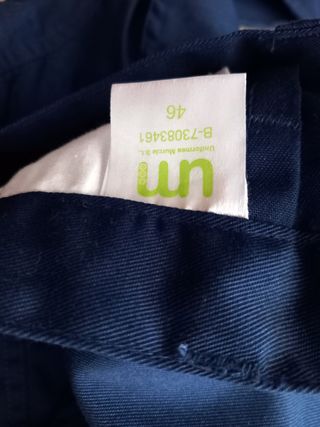 um
Uniformes Murcia S.L.
B-73083461
46